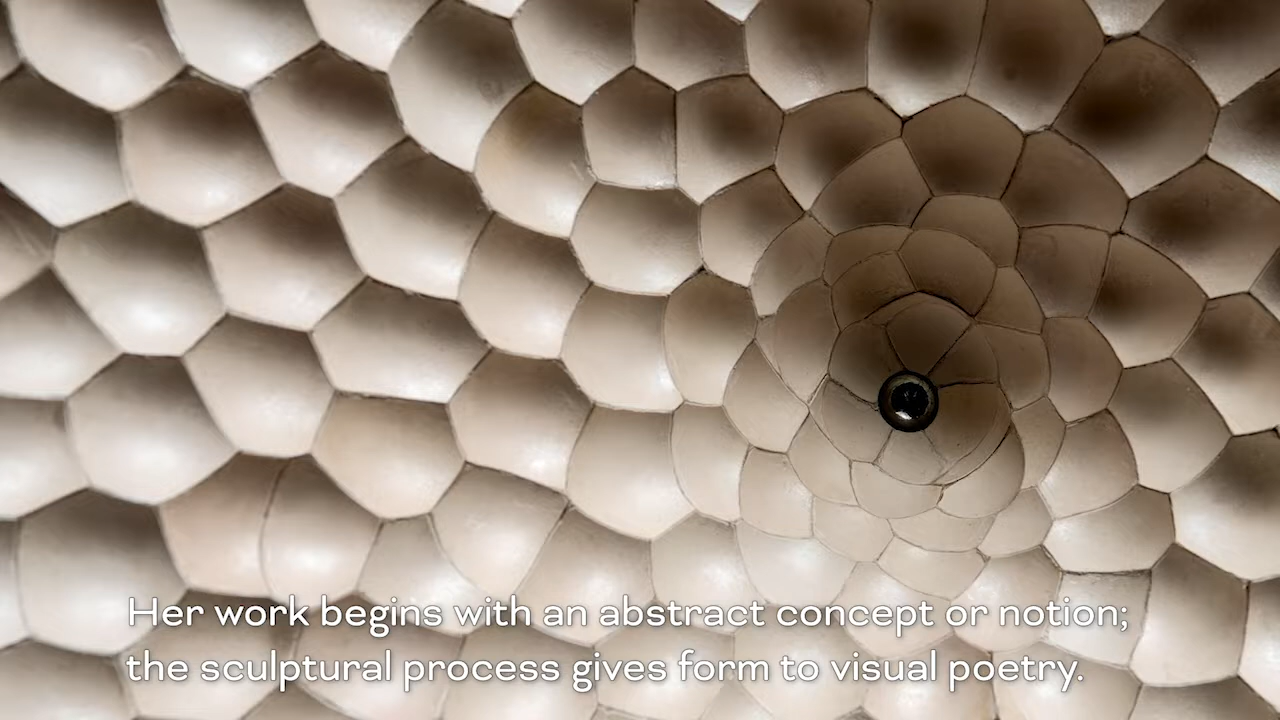 Her work begins with an abstract concept or notion;
the sculptural process gives form to visual poetry.